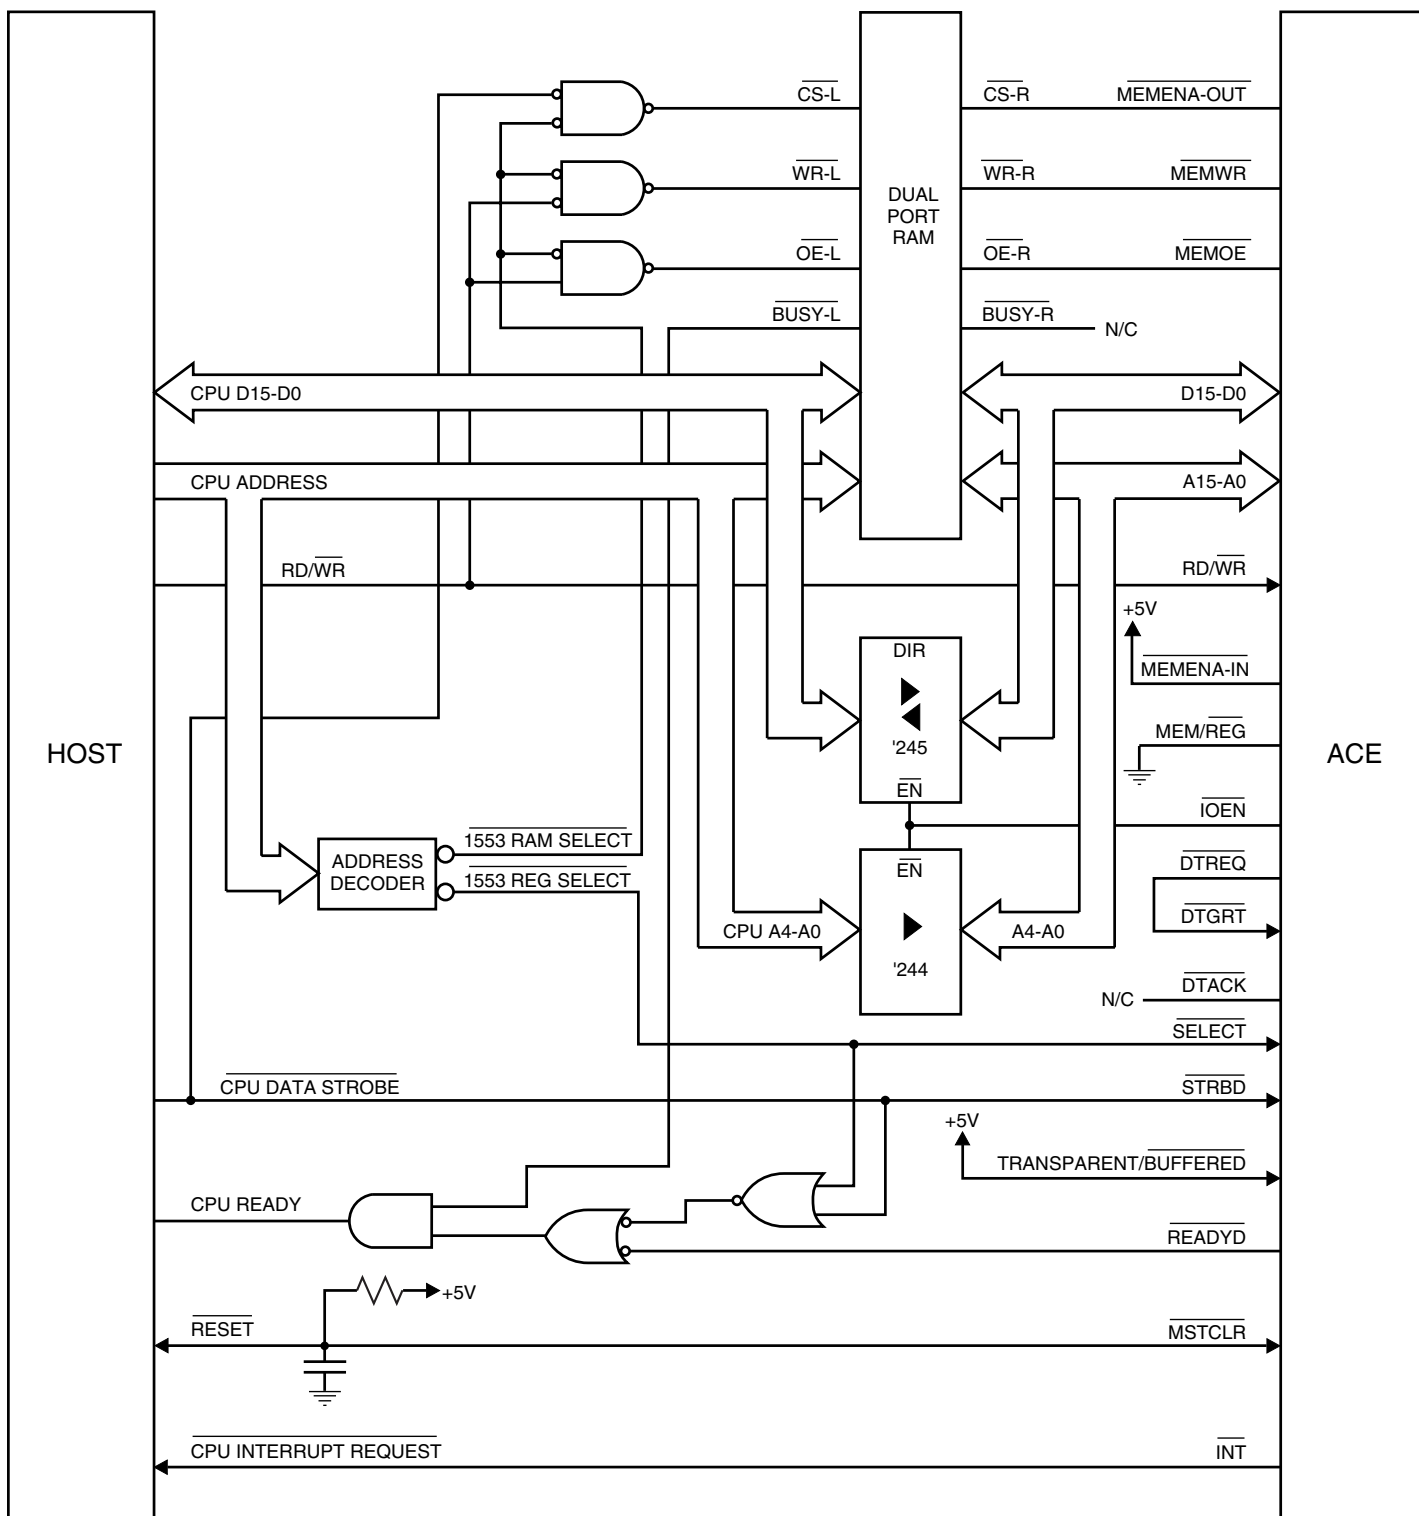 CS-L
CS-R
MEMENA-OUT
WR-L
DUAL
PORT
RAM
WR-R
MEMWR
OE-L
OE-R
MEMOE
BUSY-L
BUSY-R
N/C
CPU D15-D0
D15-D0
CPU ADDRESS
A15-A0
RD/WR
RD/WR
+5V
DIR
MEMENA-IN
'245
MEM/REG
HOST
ACE
EN
IOEN
1553 RAM SELECT
ADDRESS
DECODER
1553 REG SELECT
EN
DTREQ
CPU A4-A0
A4-A0
DTGRT
'244
N/C
DTACK
SELECT
CPU DATA STROBE
STRBD
+5V
TRANSPARENT/BUFFERED
CPU READY
READYD
+5V
RESET
MSTCLR
CPU INTERRUPT REQUEST
INT